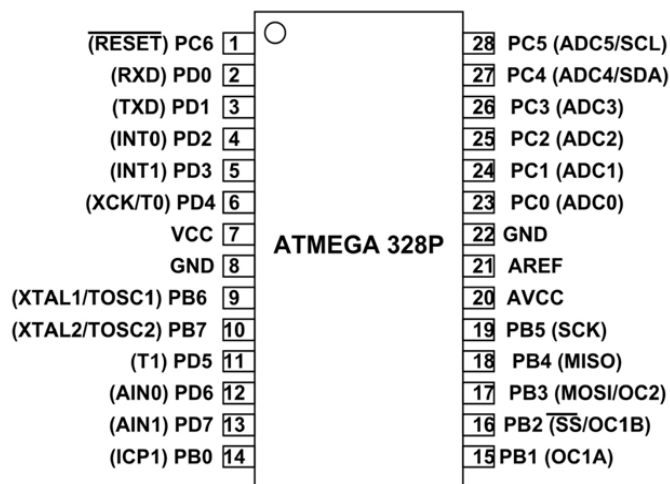 (RESET) PC6 1
(RXD) PD0 2
(TXD) PD1 3
(INT0) PD2 4
(INT1) PD3 5
(XCK/T0) PD4 6
VCC 7
GND 8
(XTAL1/TOSC1) PB6 9
(XTAL2/TOSC2) PB7 10
(T1) PD5 11
(AIN0) PD6 12
(AIN1) PD7 13
(ICP1) PB0 14
ATMEGA 328P
28 PC5 (ADC5/SCL)
27 PC4 (ADC4/SDA)
26 PC3 (ADC3)
25 PC2 (ADC2)
24 PC1 (ADC1)
23 PC0 (ADC0)
22 GND
21 AREF
20 AVCC
19 PB5 (SCK)
18 PB4 (MISO)
17 PB3 (MOSI/OC2)
16 PB2 (SS/OC1B)
15 PB1 (OC1A)